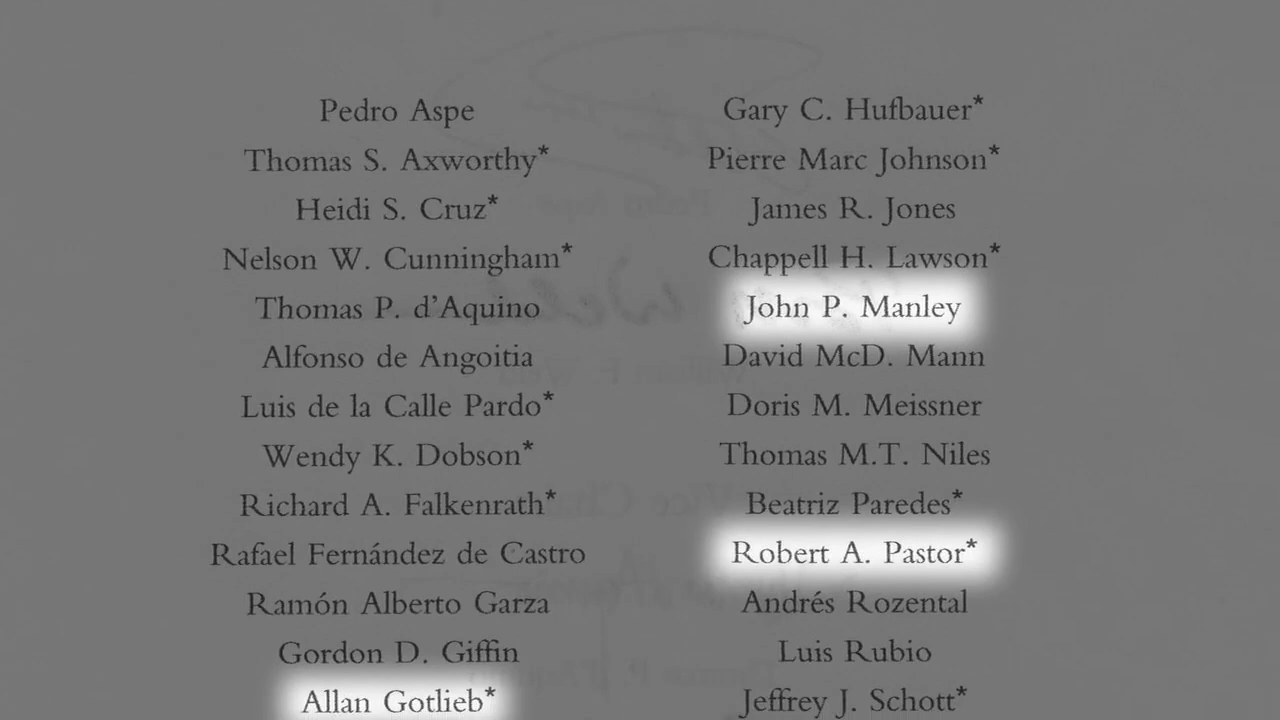 Pedro Aspe
Thomas S. Axworthy*
Heidi S. Cruz*
Nelson W. Cunningham*
Thomas P. d'Aquino
Alfonso de Angoitia
Luis de la Calle Pardo*
Wendy K. Dobson*
Richard A. Falkenrath*
Rafael Fernández de Castro
Ramón Alberto Garza
Gordon D. Giffin
Allan Gotlieb*
Gary C. Hufbauer*
Pierre Marc Johnson*
James R. Jones
Chappell H. Lawson*
John P. Manley
David McD. Mann
Doris M. Meissner
Thomas M.T. Niles
Beatriz Paredes*
Robert A. Pastor*
Andrés Rozental
Luis Rubio
Jeffrey J. Schott*